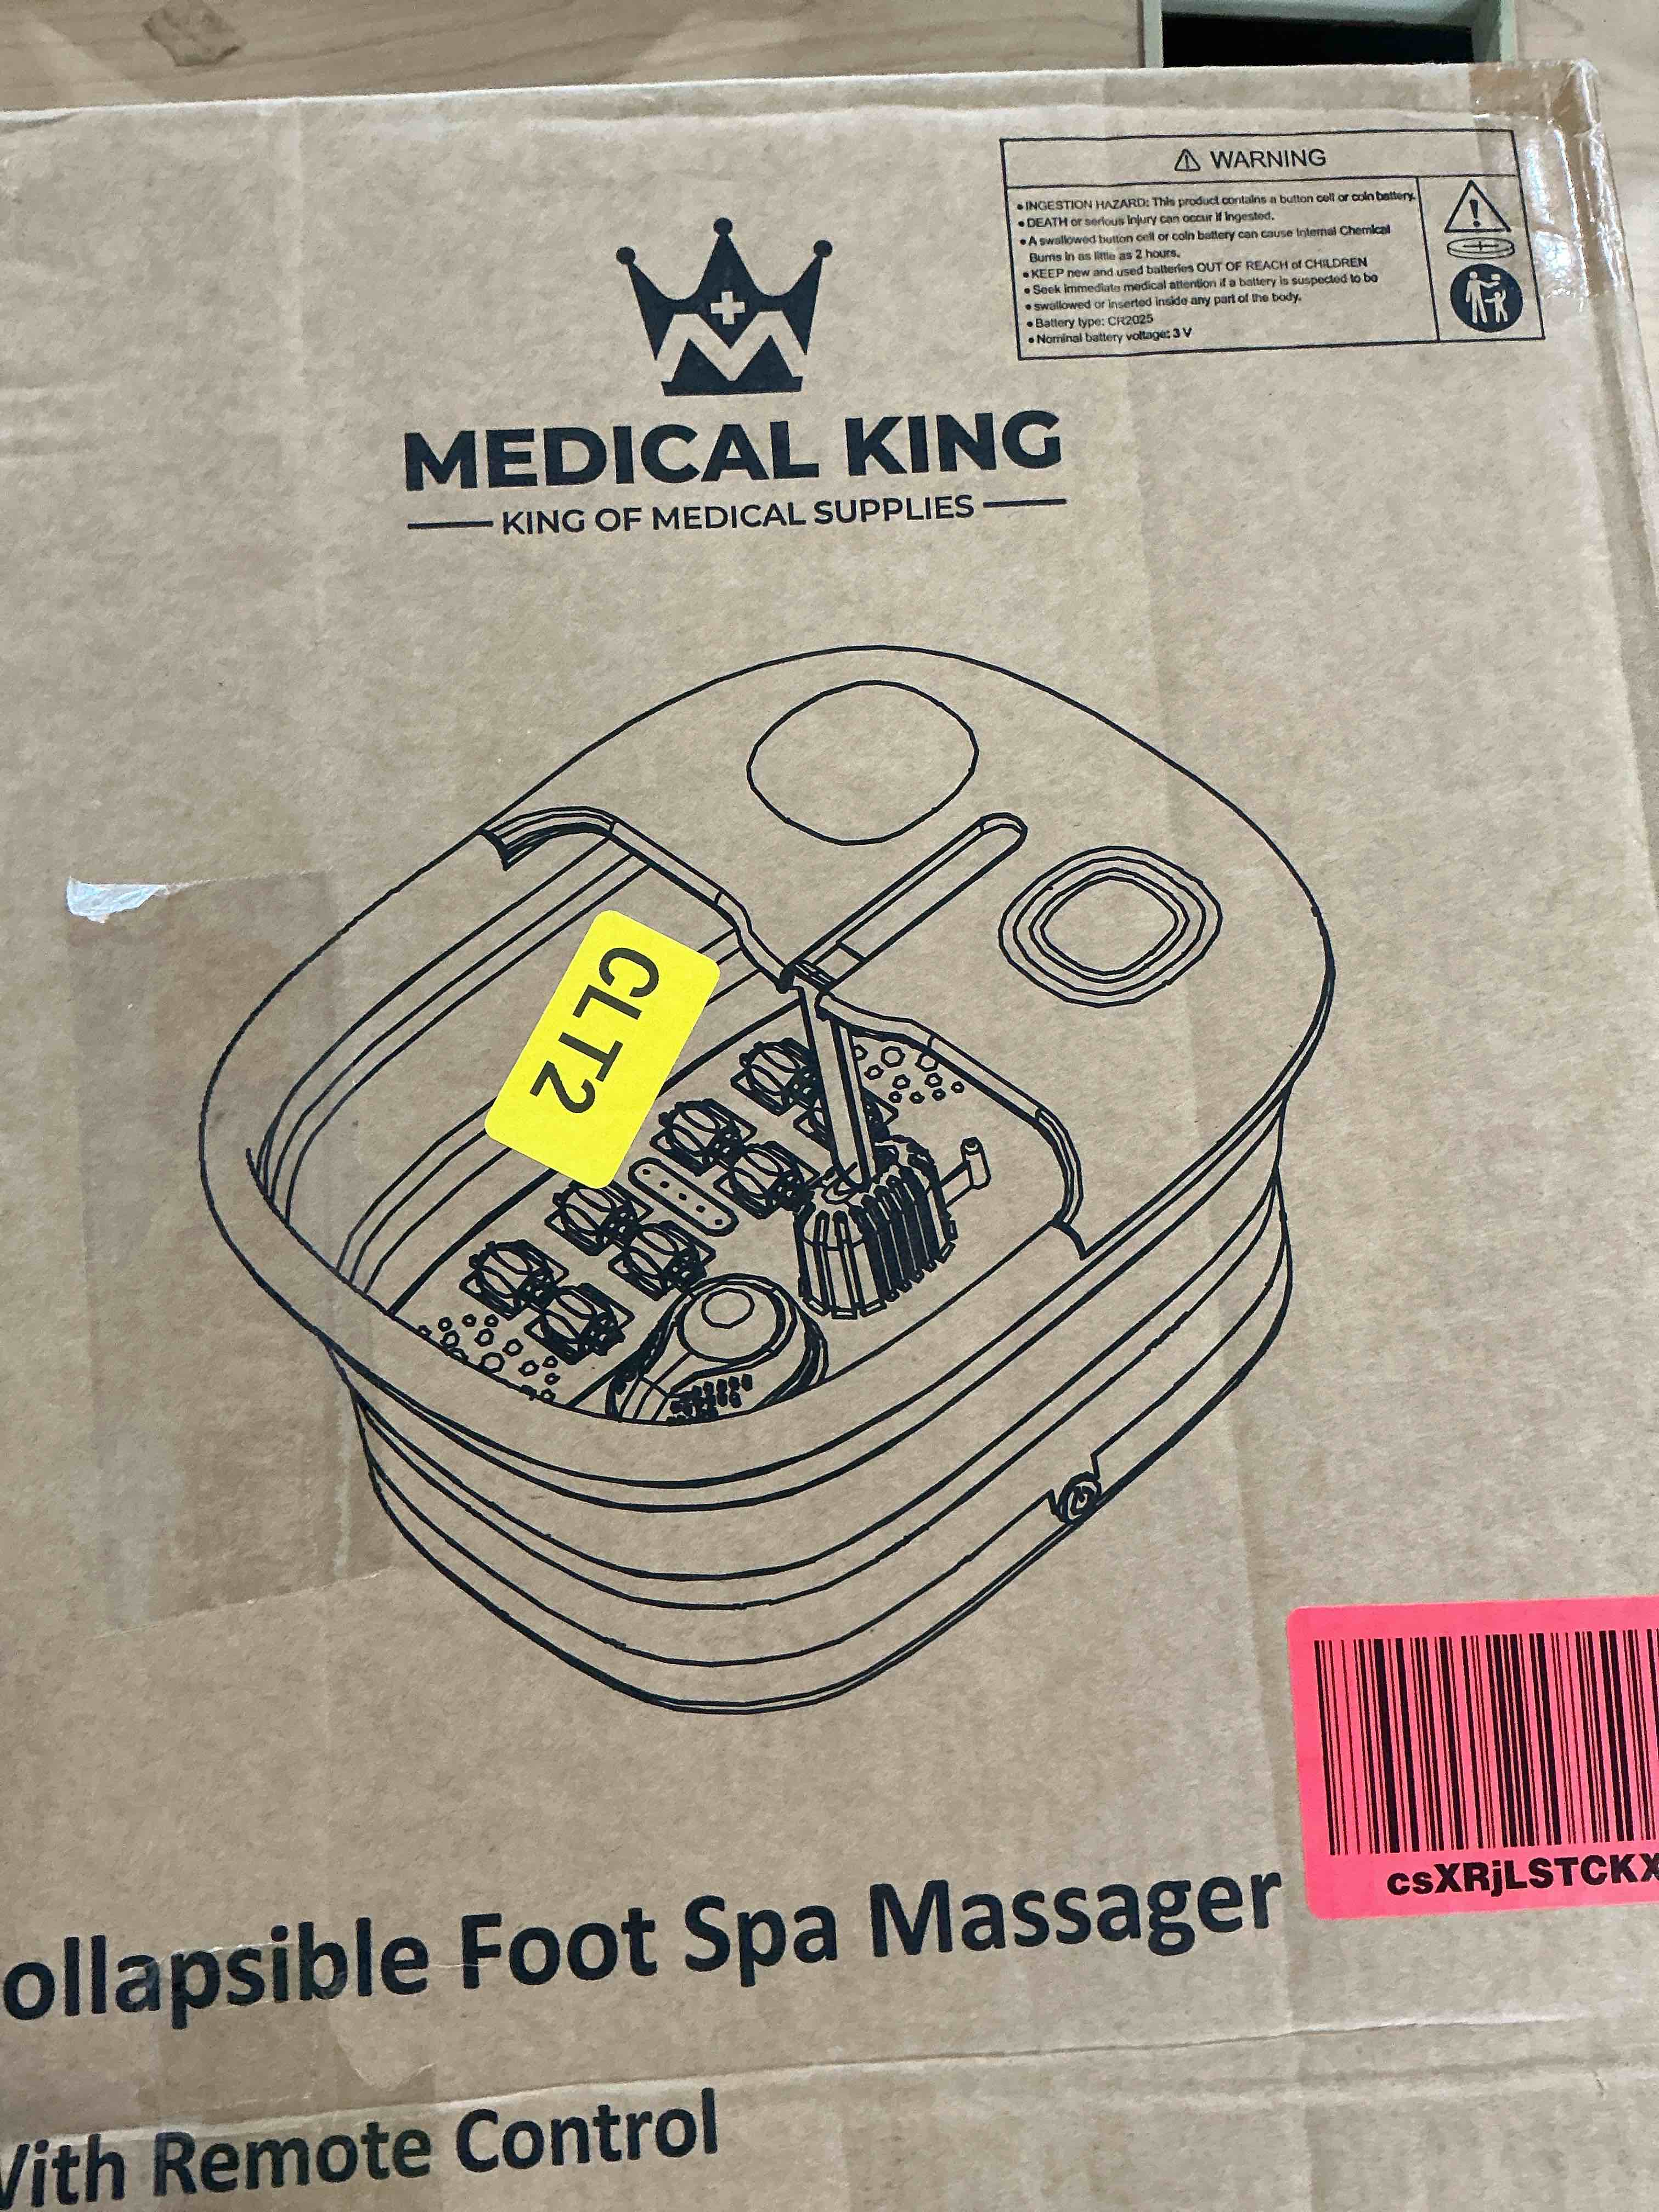 ⚠ WARNING
• INGESTION HAZARD: This product contains a button cell or coin battery.
• DEATH or serious injury can occur if ingested.
• A swallowed button cell or coin battery can cause Internal Chemical
Burns in as little as 2 hours.
• KEEP new and used batteries OUT OF REACH of CHILDREN
• Seek immediate medical attention if a battery is suspected to be
• swallowed or inserted inside any part of the body.
• Battery type: CR2025
• Nominal battery voltage: 3 V
MEDICAL KING
KING OF MEDICAL SUPPLIES
CLT2
csXRjLSTCKX
ollapsible Foot Spa Massager
With Remote Control